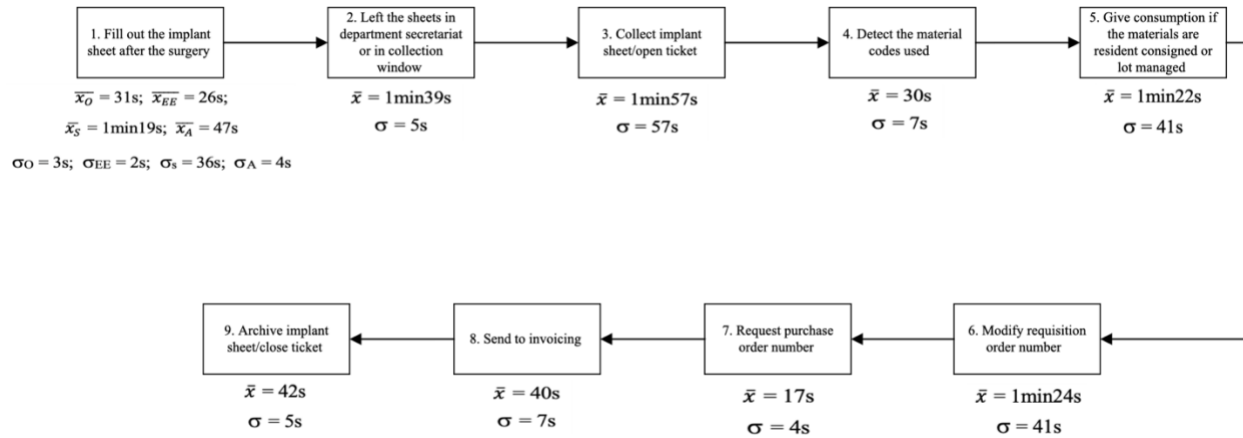 1. Fill out the implant
sheet after the surgery
x̅O̅ = 31s; x̅E̅E̅ = 26s;
x̅S̅ = 1min19s; x̅A̅ = 47s
σO = 3s; σEE = 2s; σs = 36s; σA = 4s
2. Left the sheets in
department secretariat
or in collection
window
x̄ = 1min39s
σ = 5s
3. Collect implant
sheet/open ticket
x̄ = 1min57s
σ = 57s
4. Detect the material
codes used
x̄ = 30s
σ = 7s
5. Give consumption if
the materials are
resident consigned or
lot managed
x̄ = 1min22s
σ = 41s
9. Archive implant
sheet/close ticket
x̄ = 42s
σ = 5s
8. Send to invoicing
x̄ = 40s
σ = 7s
7. Request purchase
order number
x̄ = 17s
σ = 4s
6. Modify requisition
order number
x̄ = 1min24s
σ = 41s